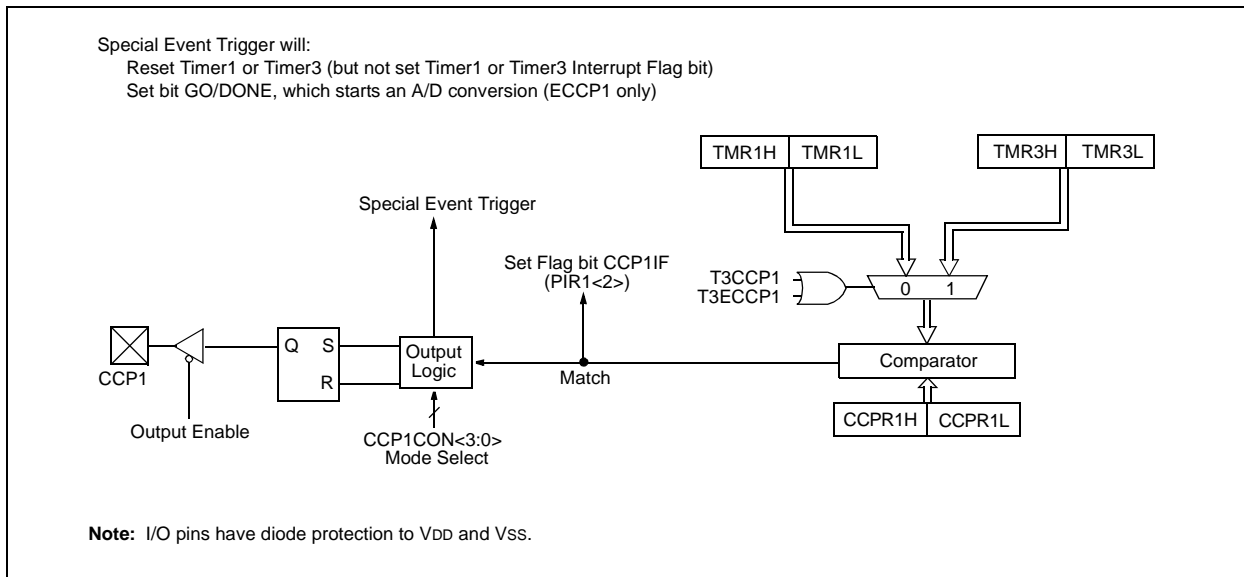 Special Event Trigger will:
Reset Timer1 or Timer3 (but not set Timer1 or Timer3 Interrupt Flag bit)
Set bit GO/DONE, which starts an A/D conversion (ECCP1 only)
TMR1H TMR1L
TMR3H TMR3L
Special Event Trigger
Set Flag bit CCP1IF
(PIR1<2>)
T3CCP1
T3ECCP1
0 1
Q S
R
Output
Logic
Match
Comparator
CCP1
Output Enable
CCP1CON<3:0>
Mode Select
CCPR1H CCPR1L
Note: I/O pins have diode protection to VDD and VSS.